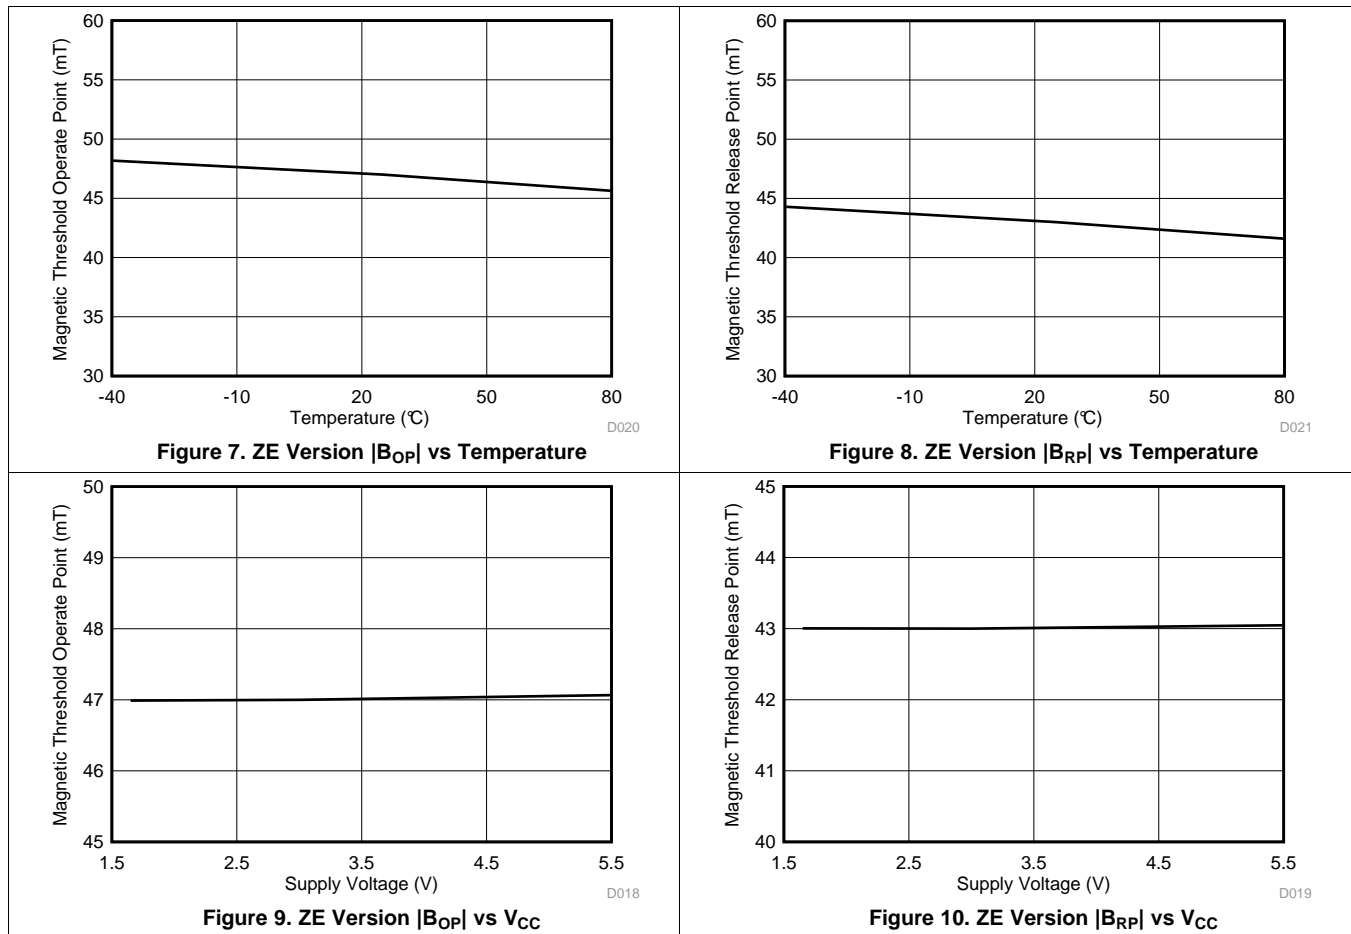 Magnetic Threshold Operate Point (mT)
60
55
50
45
40
35
30
-40
-10
20
50
80
Temperature (°C)
D020
Figure 7. ZE Version |BOP| vs Temperature
Magnetic Threshold Release Point (mT)
60
55
50
45
40
35
30
-40
-10
20
50
80
Temperature (°C)
D021
Figure 8. ZE Version |BRP| vs Temperature
Magnetic Threshold Operate Point (mT)
50
49
48
47
46
45
1.5
2.5
3.5
4.5
5.5
Supply Voltage (V)
D018
Figure 9. ZE Version |BOP| vs VCC
Magnetic Threshold Release Point (mT)
45
44
43
42
41
40
1.5
2.5
3.5
4.5
5.5
Supply Voltage (V)
D019
Figure 10. ZE Version |BRP| vs VCC